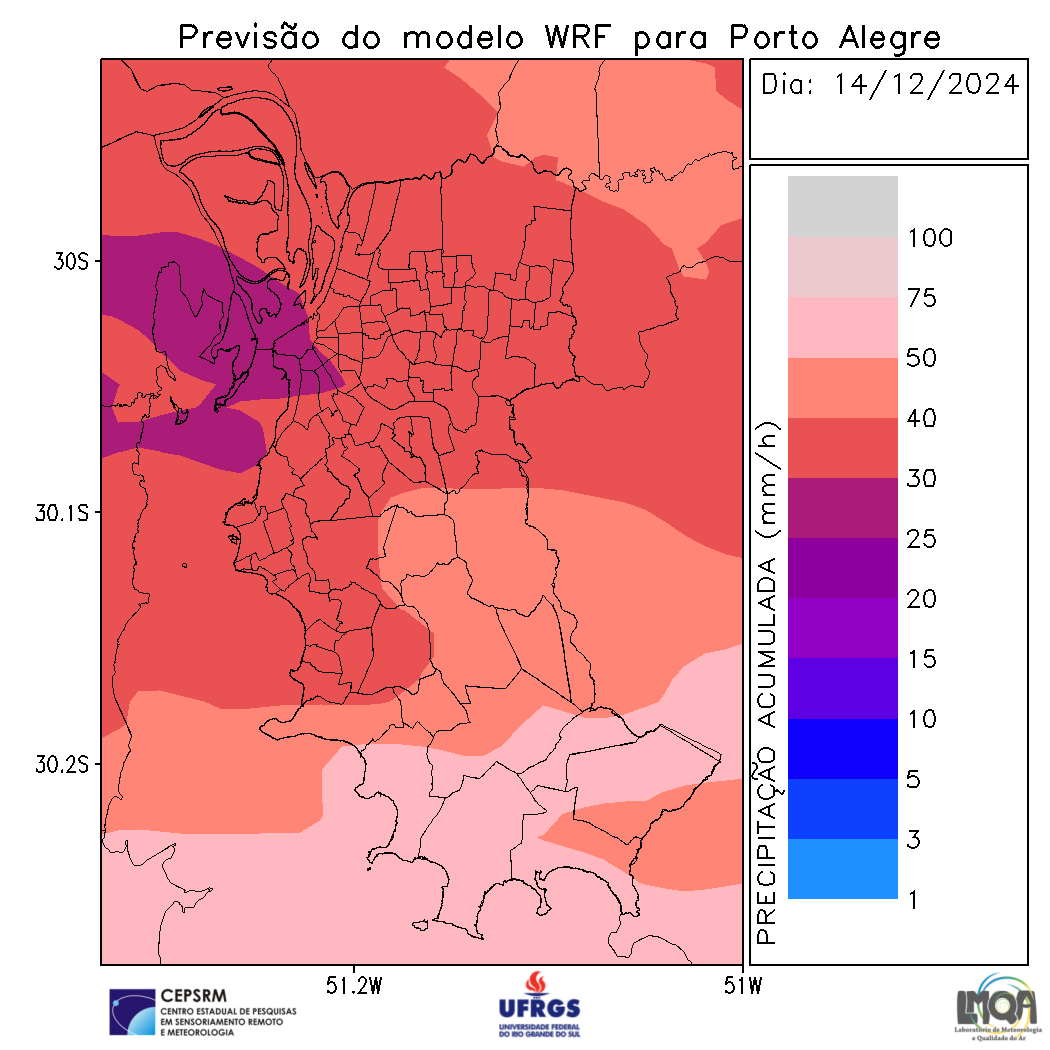 Previsão do modelo WRF para Porto Alegre
Dia: 14/12/2024
30S
30.1S
30.2S
51.2W
51W
PRECIPITAÇÃO ACUMULADA (mm/h)
100
75
50
40
30
25
20
15
10
5
3
1
CEPSRM
CENTRO ESTADUAL DE PESQUISAS
EM SENSORIAMENTO REMOTO
E METEOROLOGIA
UFRGS
UNIVERSIDADE FEDERAL
DO RIO GRANDE DO SUL
LMQA
Laboratório de Meteorologia
e Qualidade do Ar